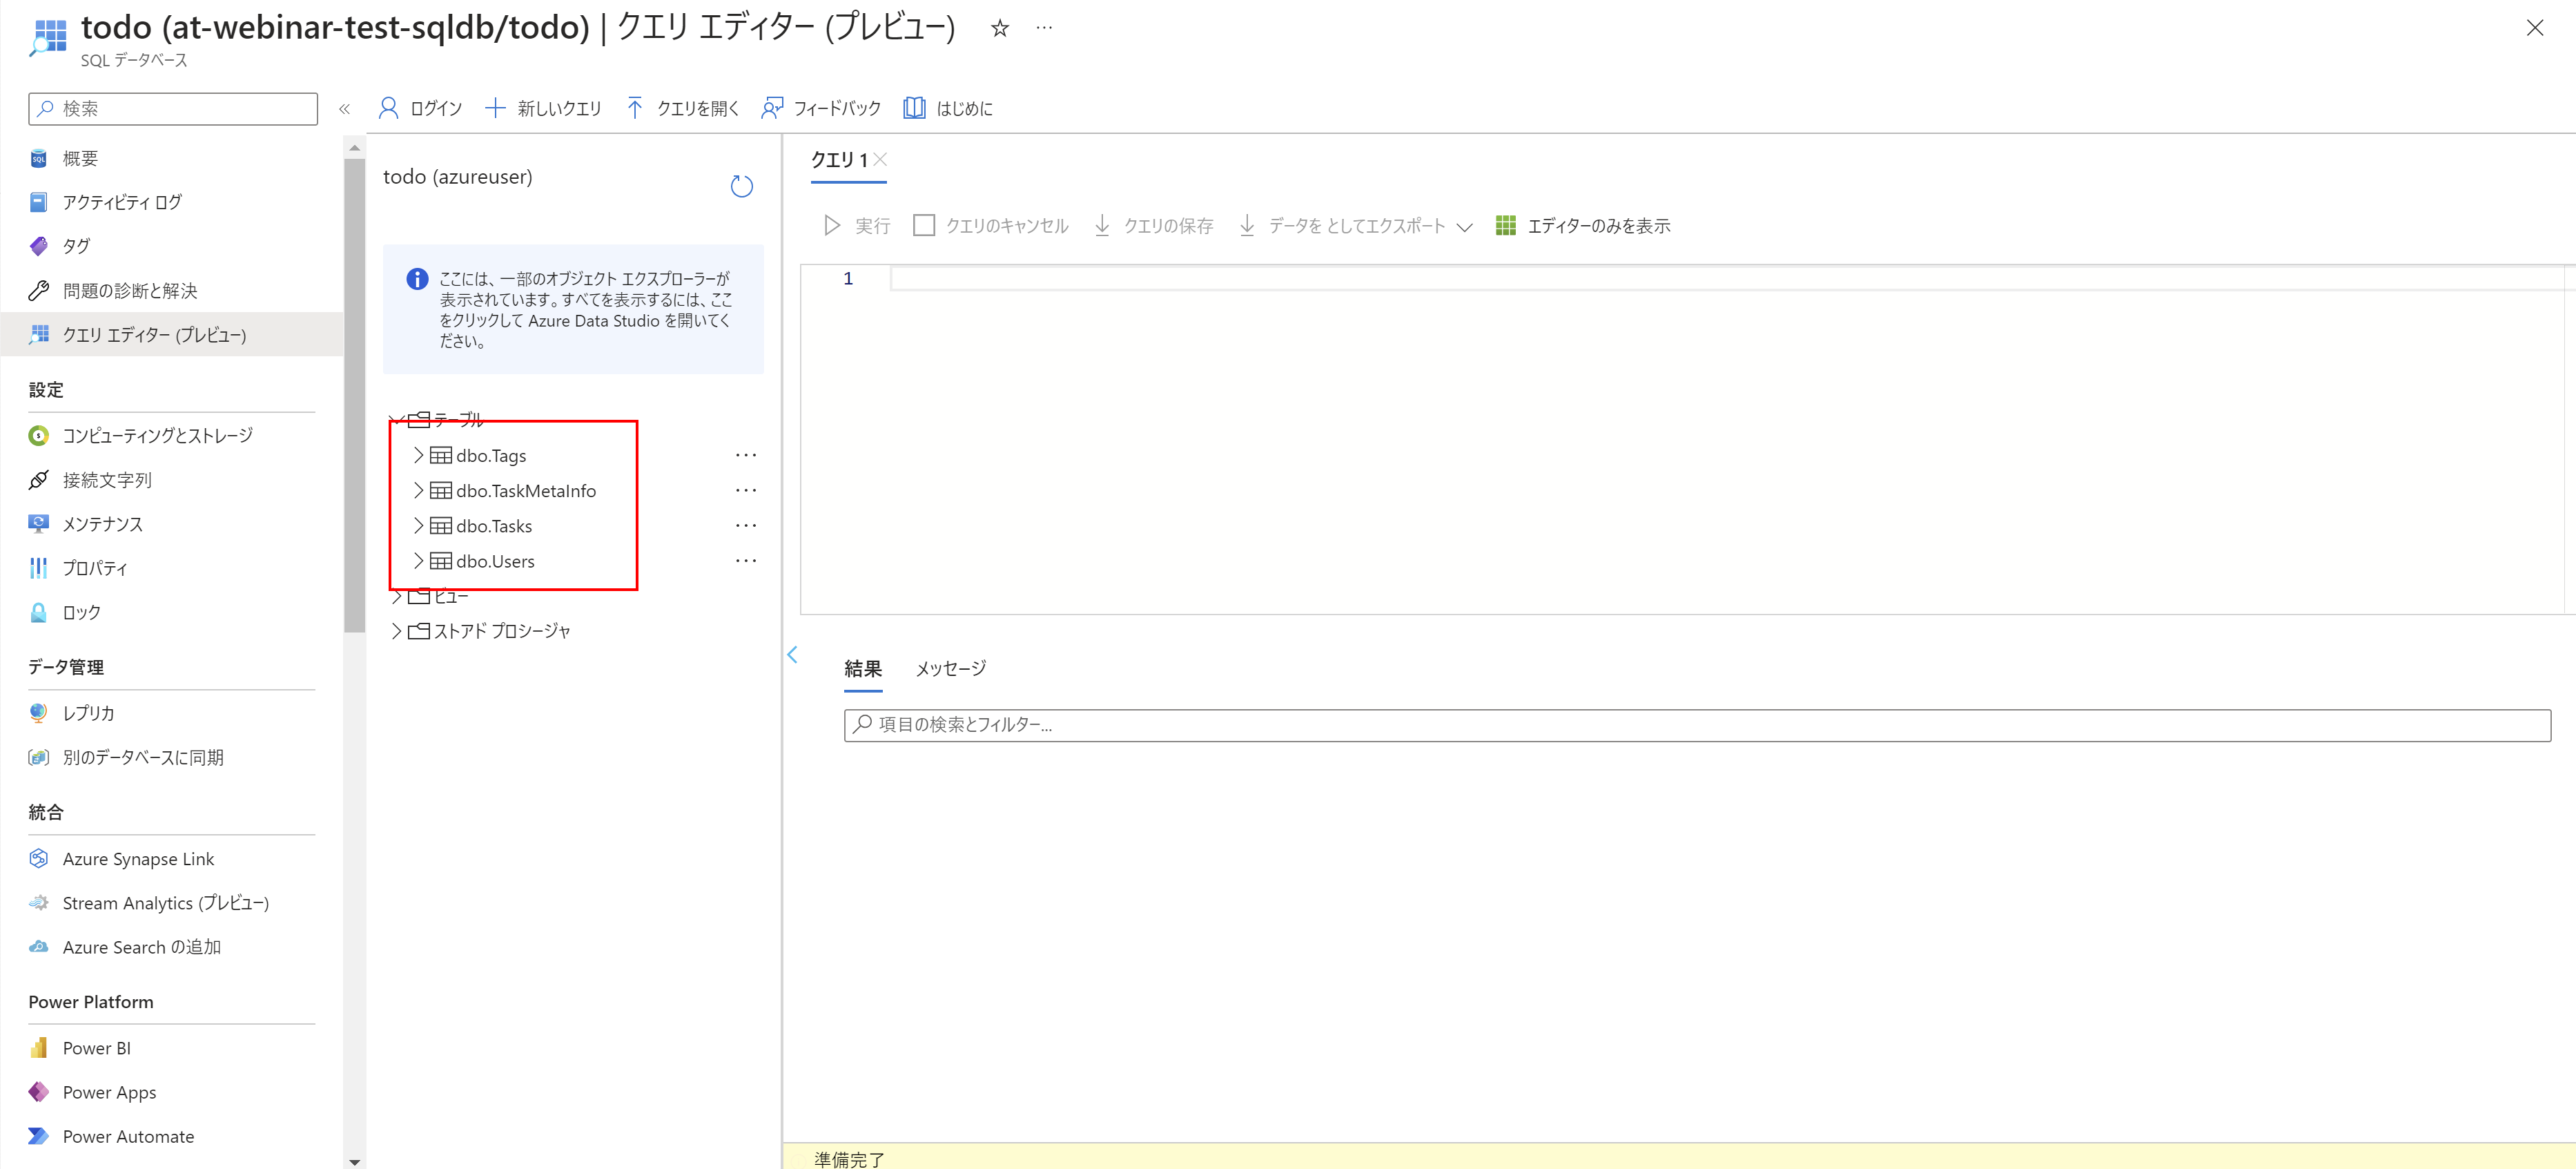 todo (at-webinar-test-sqldb/todo) | クエリ エディター (プレビュー)
SQL データベース
検索
概要
アクティビティ ログ
タグ
問題の診断と解決
クエリ エディター (プレビュー)
設定
コンピューティングとストレージ
接続文字列
メンテナンス
プロパティ
ロック
データ管理
レプリカ
別のデータベースに同期
統合
Azure Synapse Link
Stream Analytics (プレビュー)
Azure Search の追加
Power Platform
Power BI
Power Apps
Power Automate
ログイン 新しいクエリ クエリを開く フィードバック はじめに
todo (azureuser)
ここには、一部のオブジェクト エクスプローラーが
表示されています。すべてを表示するには、ここ
をクリックして Azure Data Studio を開いてく
ださい。
テーブル
dbo.Tags
dbo.TaskMetaInfo
dbo.Tasks
dbo.Users
ビュー
ストアド プロシージャ
クエリ 1
実行 クエリのキャンセル クエリの保存 データを としてエクスポート エディターのみを表示
1
結果 メッセージ
項目の検索とフィルター...
準備完了